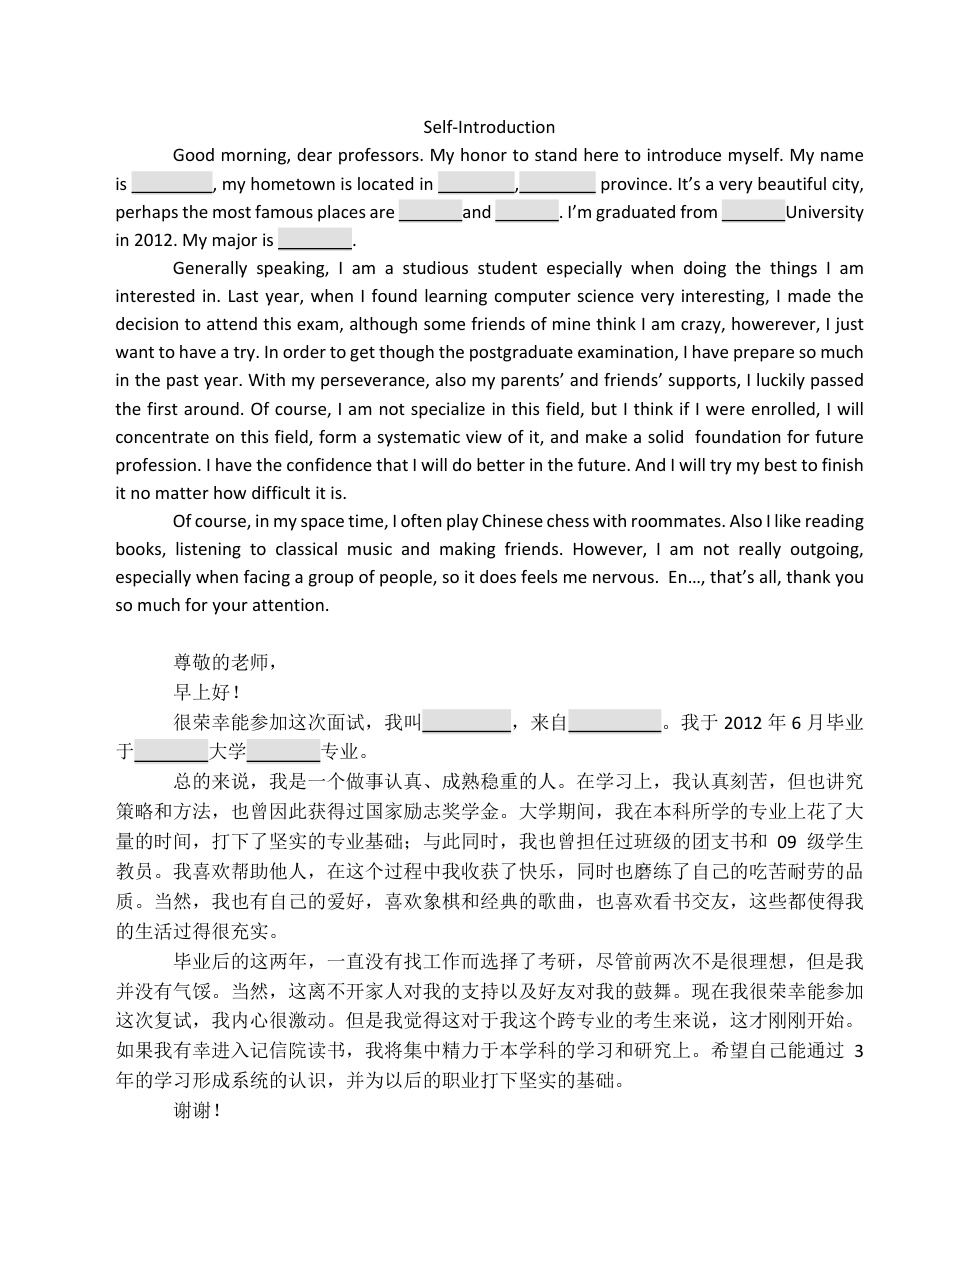 Self-Introduction
Good morning, dear professors. My honor to stand here to introduce myself. My name
is ________, my hometown is located in ________,________ province. It’s a very beautiful city,
perhaps the most famous places are _______and _______. I’m graduated from _______University
in 2012. My major is ________.
Generally speaking, I am a studious student especially when doing the things I am
interested in. Last year, when I found learning computer science very interesting, I made the
decision to attend this exam, although some friends of mine think I am crazy, howerever, I just
want to have a try. In order to get though the postgraduate examination, I have prepare so much
in the past year. With my perseverance, also my parents’ and friends’ supports, I luckily passed
the first around. Of course, I am not specialize in this field, but I think if I were enrolled, I will
concentrate on this field, form a systematic view of it, and make a solid foundation for future
profession. I have the confidence that I will do better in the future. And I will try my best to finish
it no matter how difficult it is.
Of course, in my space time, I often play Chinese chess with roommates. Also I like reading
books, listening to classical music and making friends. However, I am not really outgoing,
especially when facing a group of people, so it does feels me nervous. En…, that’s all, thank you
so much for your attention.
尊敬的老师，
早上好！
很荣幸能参加这次面试，我叫________，来自________。我于 2012 年 6 月毕业
于________大学________专业。
总的来说，我是一个做事认真、成熟稳重的人。在学习上，我认真刻苦，但也讲究
策略和方法，也曾因此获得过国家励志奖学金。大学期间，我在本科所学的专业上花了大
量的时间，打下了坚实的专业基础；与此同时，我也曾担任过班级的团支书和 09 级学生
教员。我喜欢帮助他人，在这个过程中我收获了快乐，同时也磨练了自己的吃苦耐劳的品
质。当然，我也有自己的爱好，喜欢象棋和经典的歌曲，也喜欢看书交友，这些都使得我
的生活过得很充实。
毕业后的这两年，一直没有找工作而选择了考研，尽管前两次不是很理想，但是我
并没有气馁。当然，这离不开家人对我的支持以及好友对我的鼓舞。现在我很荣幸能参加
这次复试，我内心很激动。但是我觉得这对于我这个跨专业的考生来说，这才刚刚开始。
如果我有幸进入记信院读书，我将集中精力于本学科的学习和研究上。希望自己能通过 3
年的学习形成系统的认识，并为以后的职业打下坚实的基础。
谢谢！